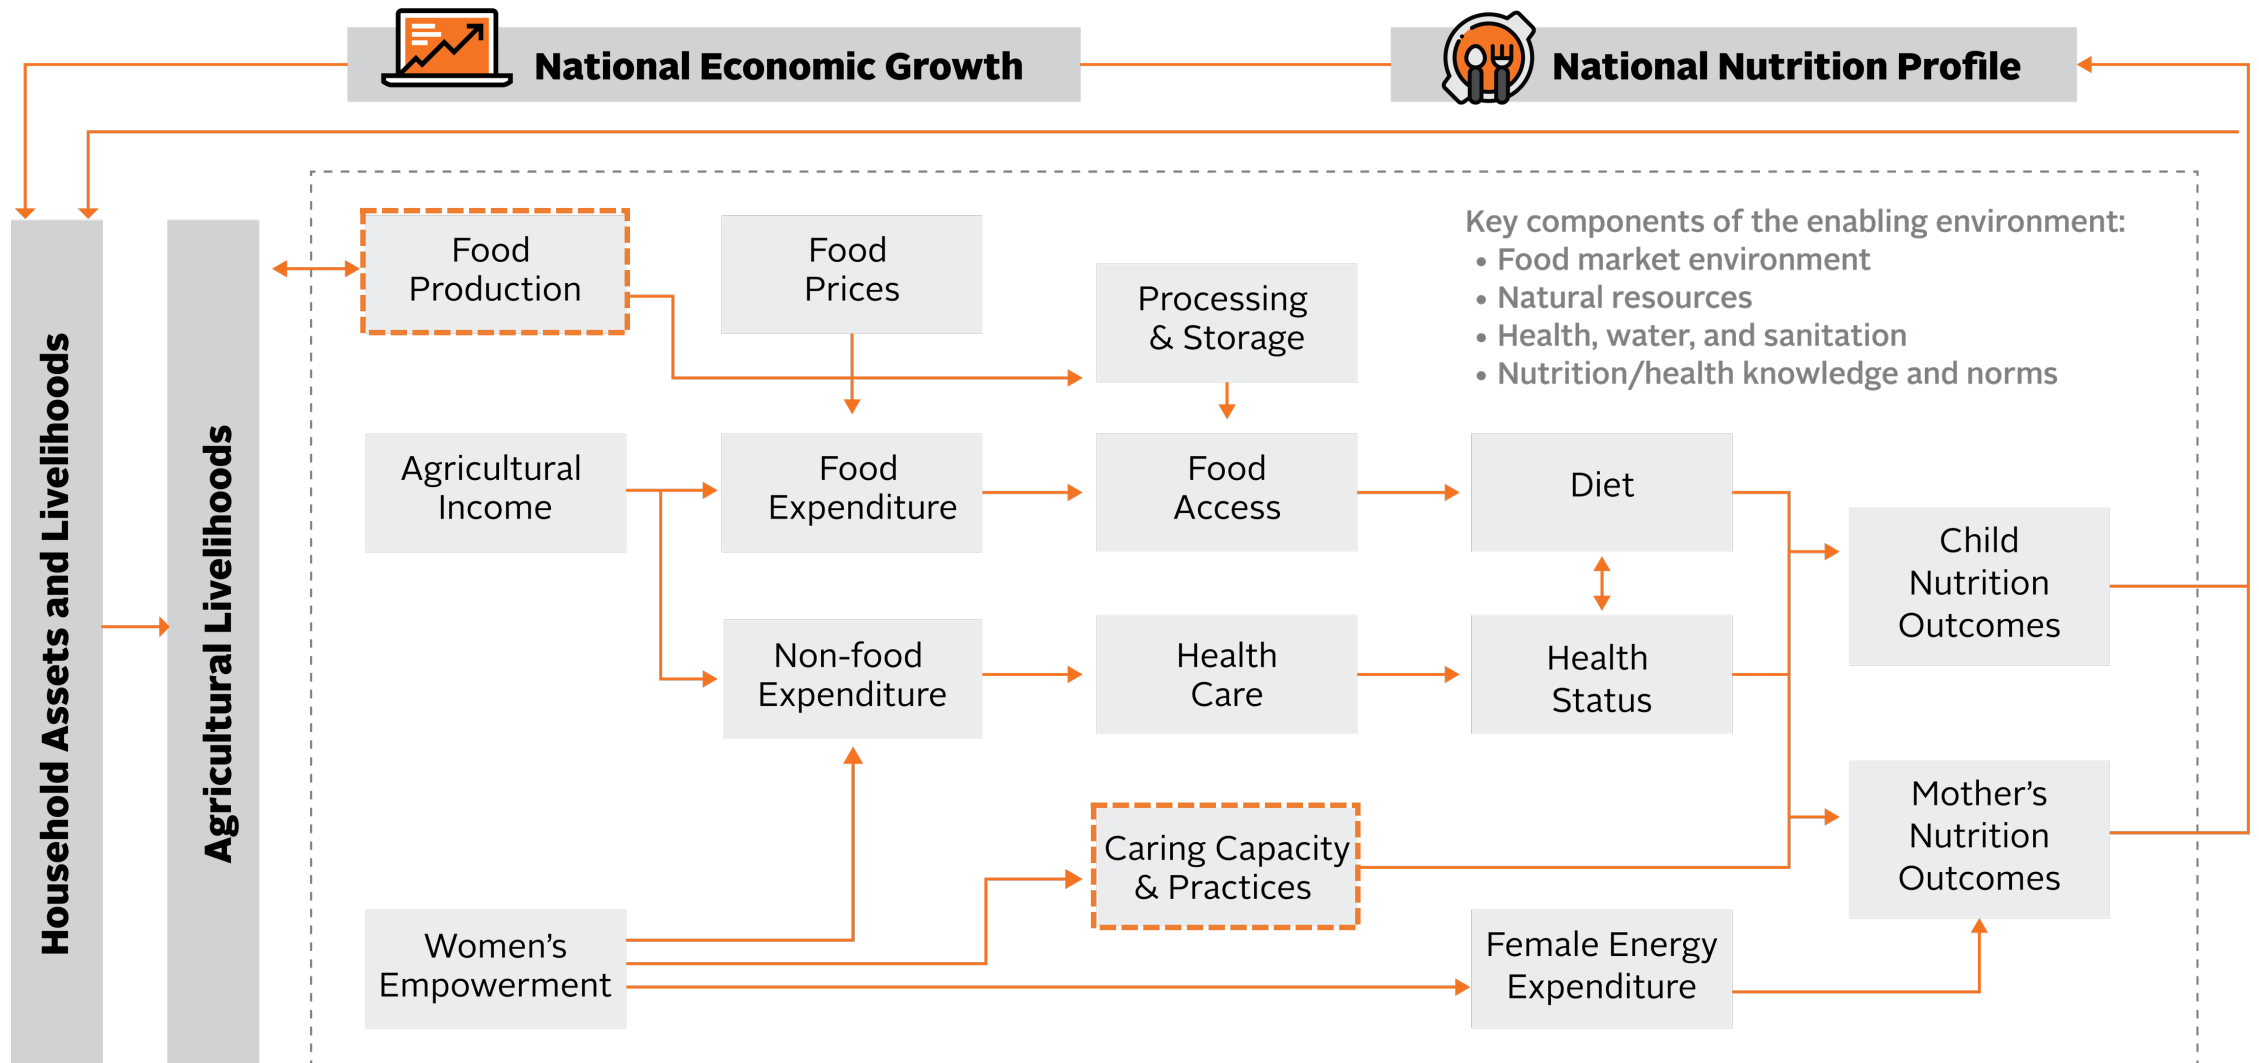 National Economic Growth
National Nutrition Profile
Household Assets and Livelihoods
Agricultural Livelihoods
Food
Production
Food
Prices
Processing
& Storage
Key components of the enabling environment:
• Food market environment
• Natural resources
• Health, water, and sanitation
• Nutrition/health knowledge and norms
Agricultural
Income
Food
Expenditure
Food
Access
Diet
Child
Nutrition
Outcomes
Non-food
Expenditure
Health
Care
Health
Status
Mother’s
Nutrition
Outcomes
Caring Capacity
& Practices
Women’s
Empowerment
Female Energy
Expenditure